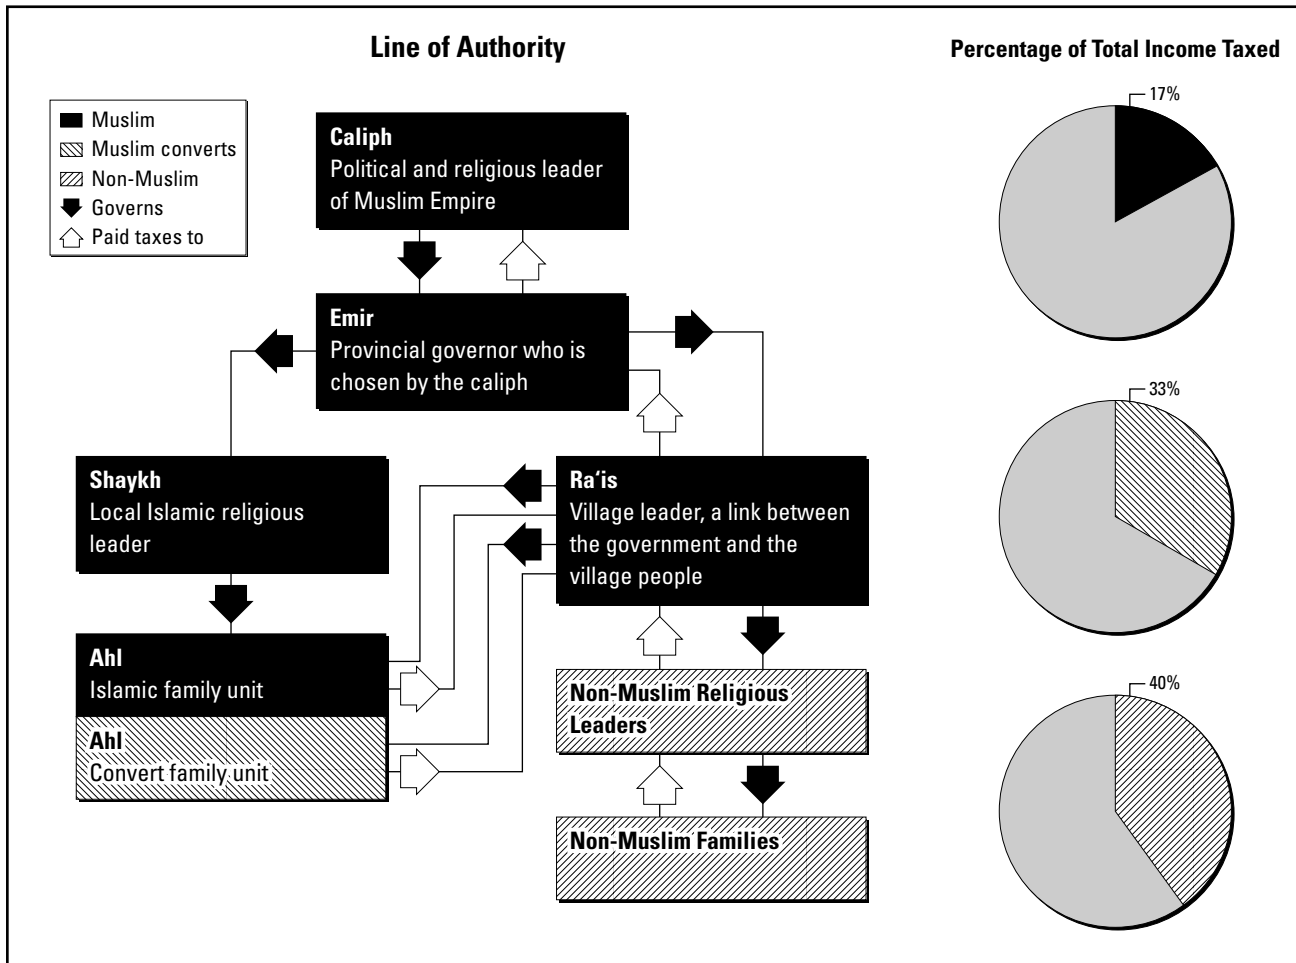 Line of Authority
Percentage of Total Income Taxed
Muslim
Muslim converts
Non-Muslim
Governs
Paid taxes to
Caliph
Political and religious leader
of Muslim Empire
Emir
Provincial governor who is
chosen by the caliph
Shaykh
Local Islamic religious
leader
Ra‘is
Village leader, a link between
the government and the
village people
Ahl
Islamic family unit
Ahl
Convert family unit
Non-Muslim Religious
Leaders
Non-Muslim Families
17%
33%
40%